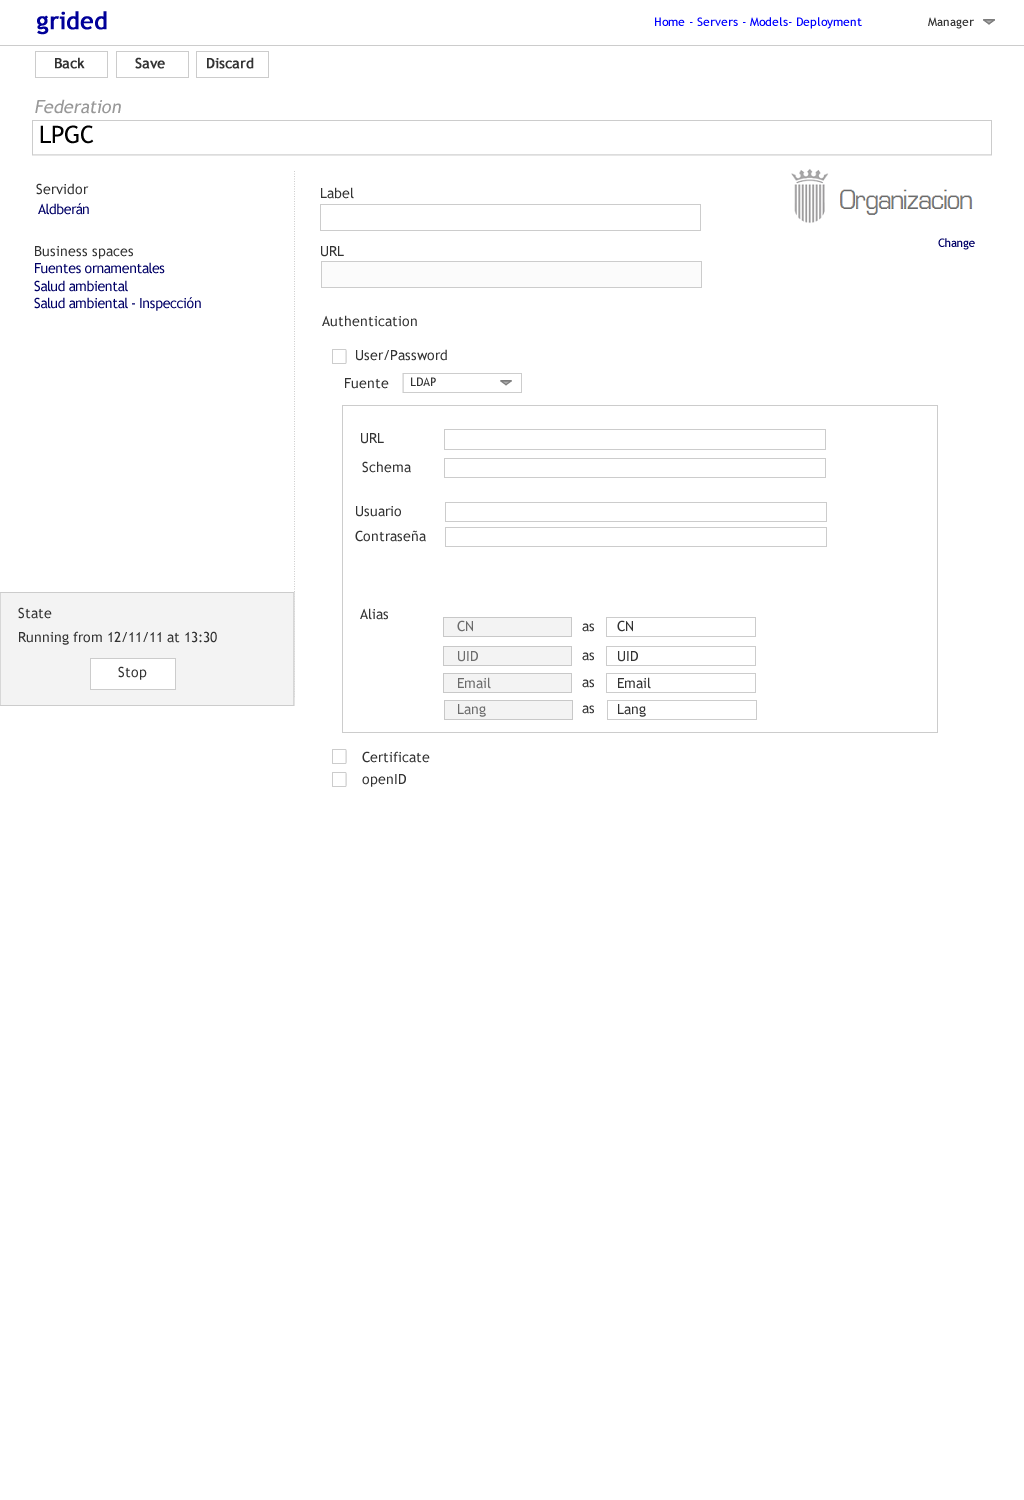 grided
Home - Servers - Models- Deployment
Manager
Back
Save
Discard
Federation
LPGC
Servidor
Aldberán
Business spaces
Fuentes ornamentales
Salud ambiental
Salud ambiental - Inspección
State
Running from 12/11/11 at 13:30
Stop
Label
Organizacion
Change
URL
Authentication
User/Password
Fuente LDAP
URL
Schema
Usuario
Contraseña
Alias
CN as CN
UID as UID
Email as Email
Lang as Lang
Certificate
openID